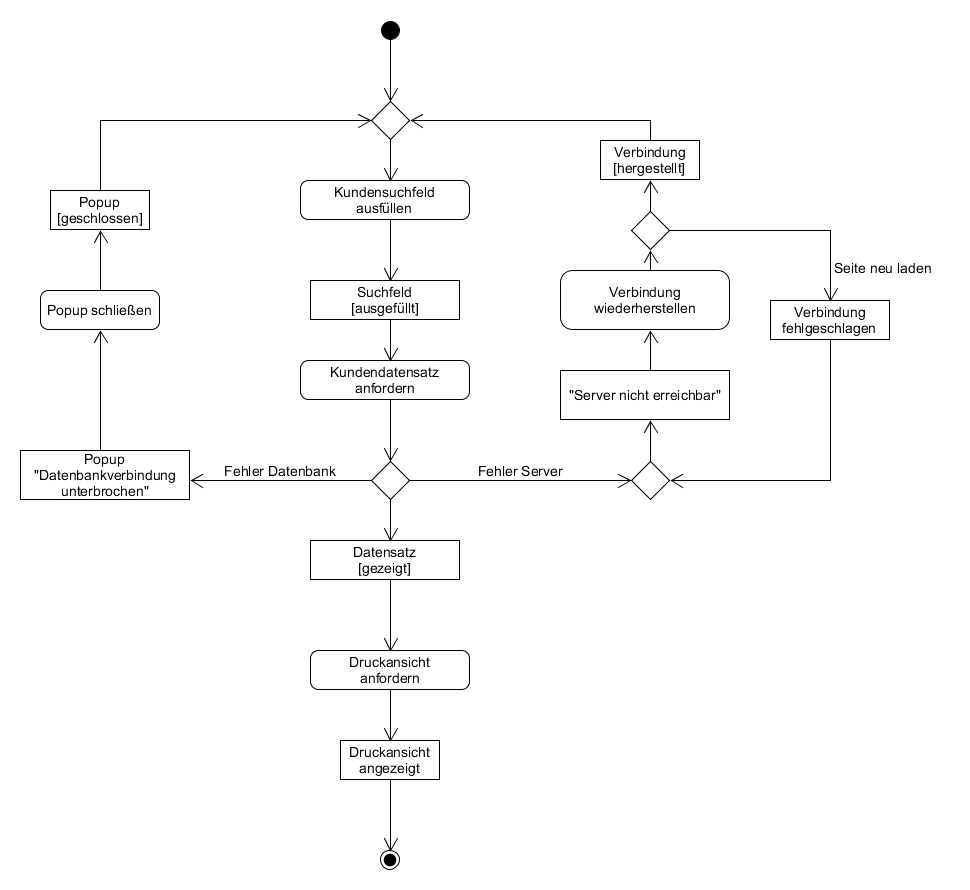 Verbindung
[hergestellt]
Kundensuchfeld
ausfüllen
Popup
[geschlossen]
Seite neu laden
Suchfeld
[ausgefüllt]
Verbindung
wiederherstellen
Popup schließen
Verbindung
fehlgeschlagen
Kundendatensatz
anfordern
"Server nicht erreichbar"
Popup
"Datenbankverbindung
unterbrochen"
Fehler Datenbank
Fehler Server
Datensatz
[gezeigt]
Druckansicht
anfordern
Druckansicht
angezeigt